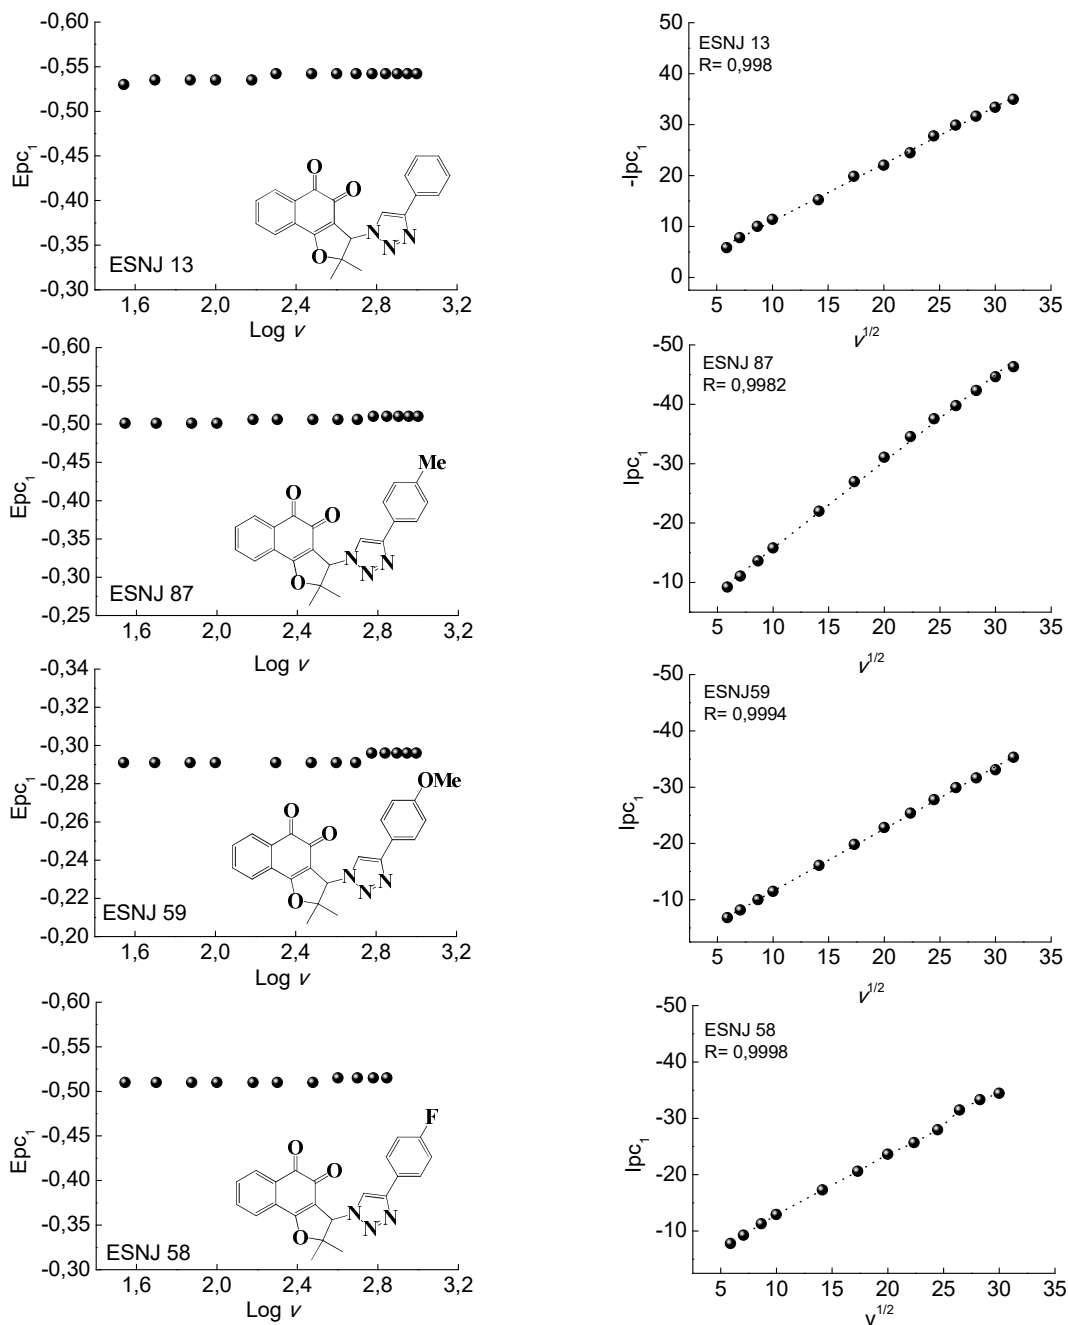 -0,60
-0,55
-0,50
-0,45
-0,40
-0,35
-0,30
Epc1
O
O
O
N
N
N
ESNJ 13
1,6 2,0 2,4 2,8 3,2
Log v
50
40
30
20
10
0
-Ipc1
ESNJ 13
R= 0,998
5 10 15 20 25 30 35
v1/2
-0,60
-0,55
-0,50
-0,45
-0,40
-0,35
-0,30
-0,25
Epc1
Me
O
O
O
N
N
N
ESNJ 87
1,6 2,0 2,4 2,8 3,2
Log v
-50
-40
-30
-20
-10
Ipc1
ESNJ 87
R= 0,9982
5 10 15 20 25 30 35
v1/2
-0,34
-0,32
-0,30
-0,28
-0,26
-0,24
-0,22
-0,20
Epc1
OMe
O
O
O
N
N
N
ESNJ 59
1,6 2,0 2,4 2,8 3,2
Log v
-50
-40
-30
-20
-10
Ipc1
ESNJ59
R= 0,9994
5 10 15 20 25 30 35
v1/2
-0,60
-0,55
-0,50
-0,45
-0,40
-0,35
-0,30
Epc1
F
O
O
O
N
N
N
ESNJ 58
1,6 2,0 2,4 2,8 3,2
Log v
-50
-40
-30
-20
-10
Ipc1
ESNJ 58
R= 0,9998
5 10 15 20 25 30 35
v1/2